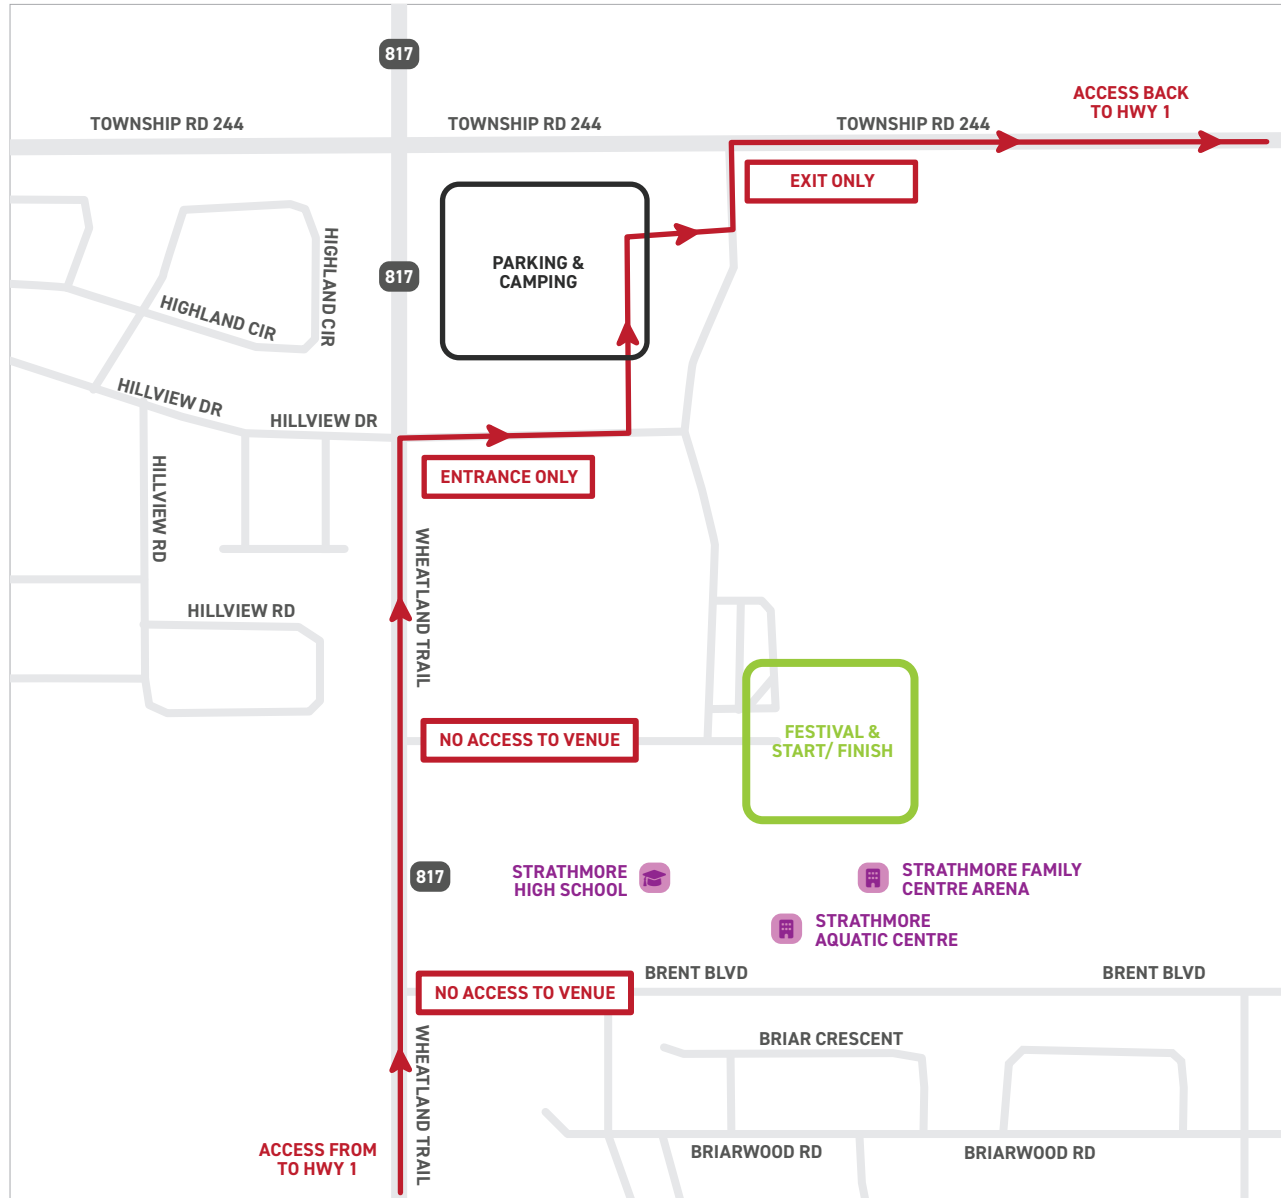 817
ACCESS BACK
TO HWY 1
TOWNSHIP RD 244
TOWNSHIP RD 244
TOWNSHIP RD 244
EXIT ONLY
HIGHLAND CIR
PARKING &
CAMPING
817
HIGHLAND CIR
HILLVIEW DR
HILLVIEW DR
ENTRANCE ONLY
HILLVIEW RD
WHEATLAND TRAIL
HILLVIEW RD
NO ACCESS TO VENUE
FESTIVAL &
START/ FINISH
817
STRATHMORE
HIGH SCHOOL
STRATHMORE FAMILY
CENTRE ARENA
STRATHMORE
AQUATIC CENTRE
BRENT BLVD
BRENT BLVD
NO ACCESS TO VENUE
BRIAR CRESCENT
WHEATLAND TRAIL
ACCESS FROM
TO HWY 1
BRIARWOOD RD
BRIARWOOD RD